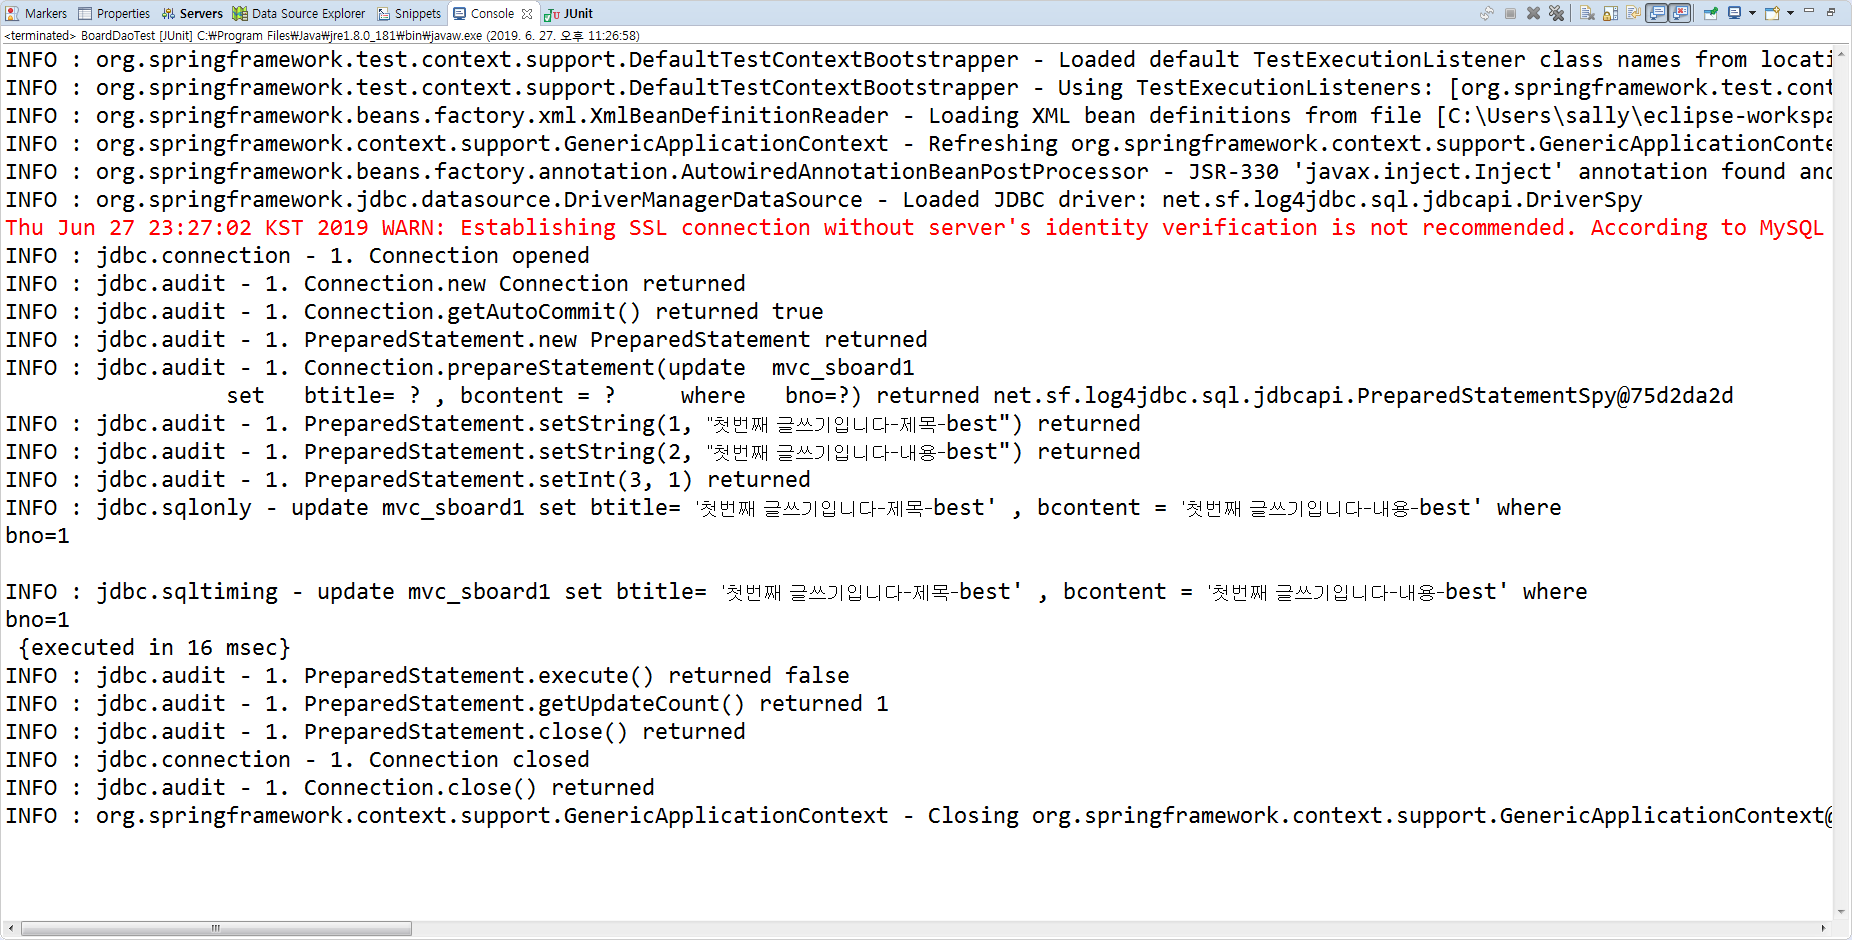 Markers Properties Servers Data Source Explorer Snippets Console JUnit
<terminated> BoardDaoTest [JUnit] C:₩Program Files₩Java₩jre1.8.0_181₩bin₩javaw.exe (2019. 6. 27. 오후 11:26:58)
INFO : org.springframework.test.context.support.DefaultTestContextBootstrapper - Loaded default TestExecutionListener class names from locati
INFO : org.springframework.test.context.support.DefaultTestContextBootstrapper - Using TestExecutionListeners: [org.springframework.test.cont
INFO : org.springframework.beans.factory.xml.XmlBeanDefinitionReader - Loading XML bean definitions from file [C:\Users\sally\eclipse-workspa
INFO : org.springframework.context.support.GenericApplicationContext - Refreshing org.springframework.context.support.GenericApplicationConte
INFO : org.springframework.beans.factory.annotation.AutowiredAnnotationBeanPostProcessor - JSR-330 'javax.inject.Inject' annotation found and
INFO : org.springframework.jdbc.datasource.DriverManagerDataSource - Loaded JDBC driver: net.sf.log4jdbc.sql.jdbcapi.DriverSpy
Thu Jun 27 23:27:02 KST 2019 WARN: Establishing SSL connection without server's identity verification is not recommended. According to MySQL
INFO : jdbc.connection - 1. Connection opened
INFO : jdbc.audit - 1. Connection.new Connection returned
INFO : jdbc.audit - 1. Connection.getAutoCommit() returned true
INFO : jdbc.audit - 1. PreparedStatement.new PreparedStatement returned
INFO : jdbc.audit - 1. Connection.prepareStatement(update  mvc_sboard1
set   btitle= ? , bcontent = ?     where   bno=?) returned net.sf.log4jdbc.sql.jdbcapi.PreparedStatementSpy@75d2da2d
INFO : jdbc.audit - 1. PreparedStatement.setString(1, "첫번째 글쓰기입니다-제목-best") returned
INFO : jdbc.audit - 1. PreparedStatement.setString(2, "첫번째 글쓰기입니다-내용-best") returned
INFO : jdbc.audit - 1. PreparedStatement.setInt(3, 1) returned
INFO : jdbc.sqlonly - update mvc_sboard1 set btitle= '첫번째 글쓰기입니다-제목-best' , bcontent = '첫번째 글쓰기입니다-내용-best' where
bno=1
INFO : jdbc.sqltiming - update mvc_sboard1 set btitle= '첫번째 글쓰기입니다-제목-best' , bcontent = '첫번째 글쓰기입니다-내용-best' where
bno=1
{executed in 16 msec}
INFO : jdbc.audit - 1. PreparedStatement.execute() returned false
INFO : jdbc.audit - 1. PreparedStatement.getUpdateCount() returned 1
INFO : jdbc.audit - 1. PreparedStatement.close() returned
INFO : jdbc.connection - 1. Connection closed
INFO : jdbc.audit - 1. Connection.close() returned
INFO : org.springframework.context.support.GenericApplicationContext - Closing org.springframework.context.support.GenericApplicationContext@